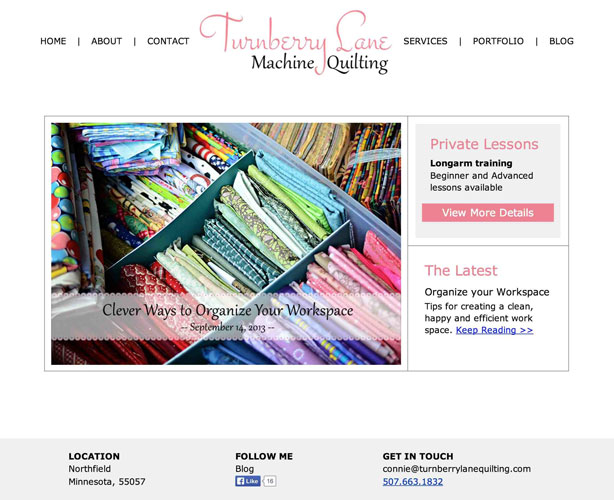 HOME | ABOUT | CONTACT
Turnberry Lane
Machine Quilting
SERVICES | PORTFOLIO | BLOG
Clever Ways to Organize Your Workspace
-- September 14, 2013 --
Private Lessons
Longarm training
Beginner and Advanced
lessons available
View More Details
The Latest
Organize your Workspace
Tips for creating a clean,
happy and efficient work
space. Keep Reading >>
LOCATION
Northfield
Minnesota, 55057
FOLLOW ME
Blog
Like 16
GET IN TOUCH
connie@turnberrylanequilting.com
507.663.1832